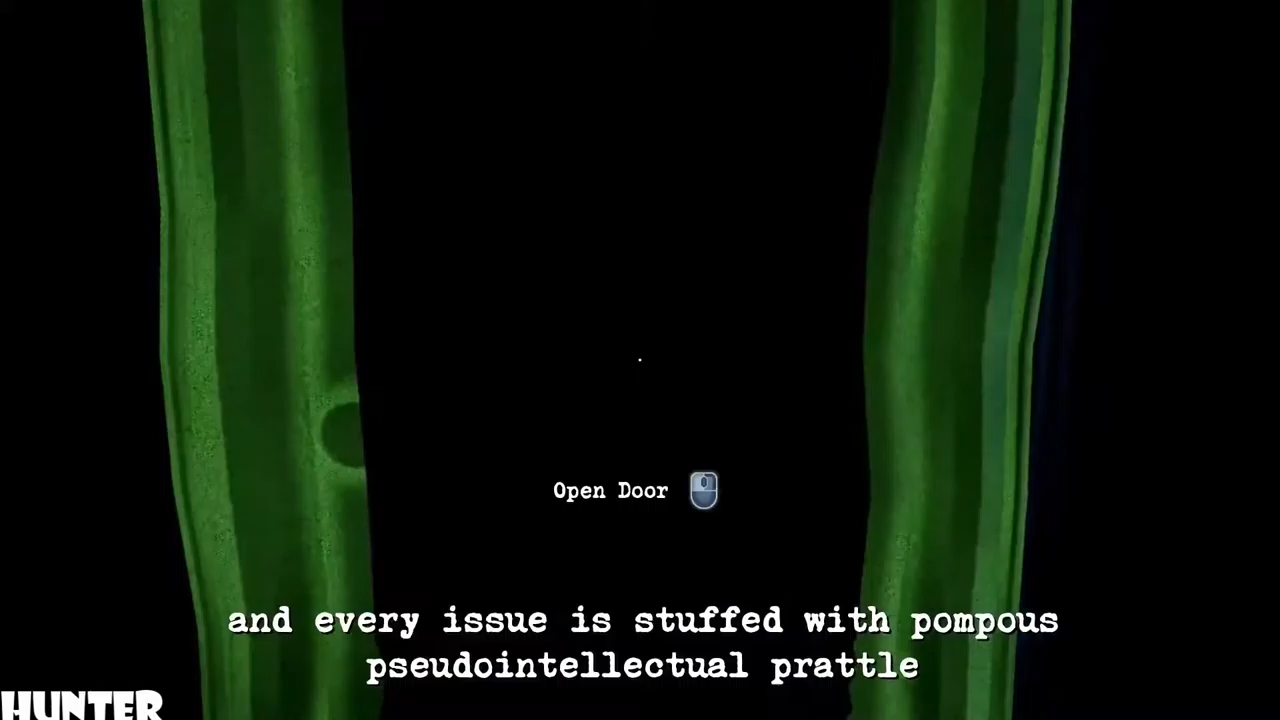 Open Door
and every issue is stuffed with pompous
pseudointellectual prattle
HUNTER